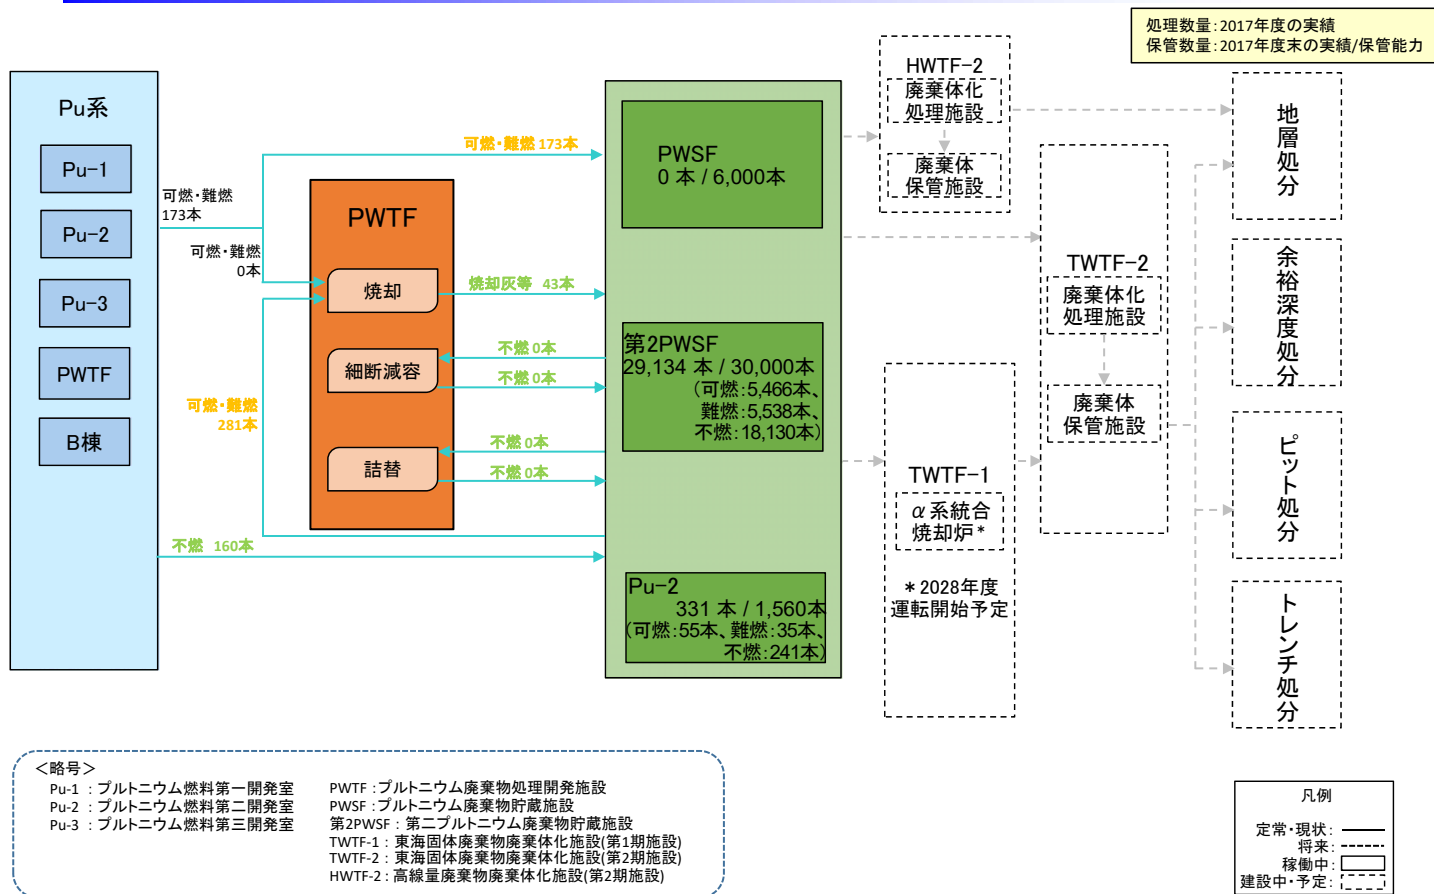 処理数量:2017年度の実績
保管数量:2017年度末の実績/保管能力
Pu系
Pu-1
Pu-2
Pu-3
PWTF
B棟
可燃・難燃
173本
可燃・難燃
0本
可燃・難燃 173本
可燃・難燃
281本
不燃 160本
PWTF
焼却
細断減容
詰替
焼却灰等 43本
不燃 0本
不燃 0本
不燃 0本
不燃 0本
PWSF
0 本 / 6,000本
第2PWSF
29,134 本 / 30,000本
(可燃:5,466本、
難燃:5,538本、
不燃:18,130本)
Pu-2
331 本 / 1,560本
(可燃:55本、難燃:35本、
不燃:241本)
HWTF-2
廃棄体化
処理施設
廃棄体
保管施設
TWTF-1
α系統合
焼却炉*
*2028年度
運転開始予定
TWTF-2
廃棄体化
処理施設
廃棄体
保管施設
地層処分
余裕深度処分
ピット処分
トレンチ処分
<略号>
Pu-1 : プルトニウム燃料第一開発室
Pu-2 : プルトニウム燃料第二開発室
Pu-3 : プルトニウム燃料第三開発室
PWTF : プルトニウム廃棄物処理開発施設
PWSF : プルトニウム廃棄物貯蔵施設
第2PWSF : 第二プルトニウム廃棄物貯蔵施設
TWTF-1 : 東海固体廃棄物廃棄体化施設(第1期施設)
TWTF-2 : 東海固体廃棄物廃棄体化施設(第2期施設)
HWTF-2 : 高線量廃棄物廃棄体化施設(第2期施設)
凡例
定常・現状:
将来:
稼働中:
建設中・予定: